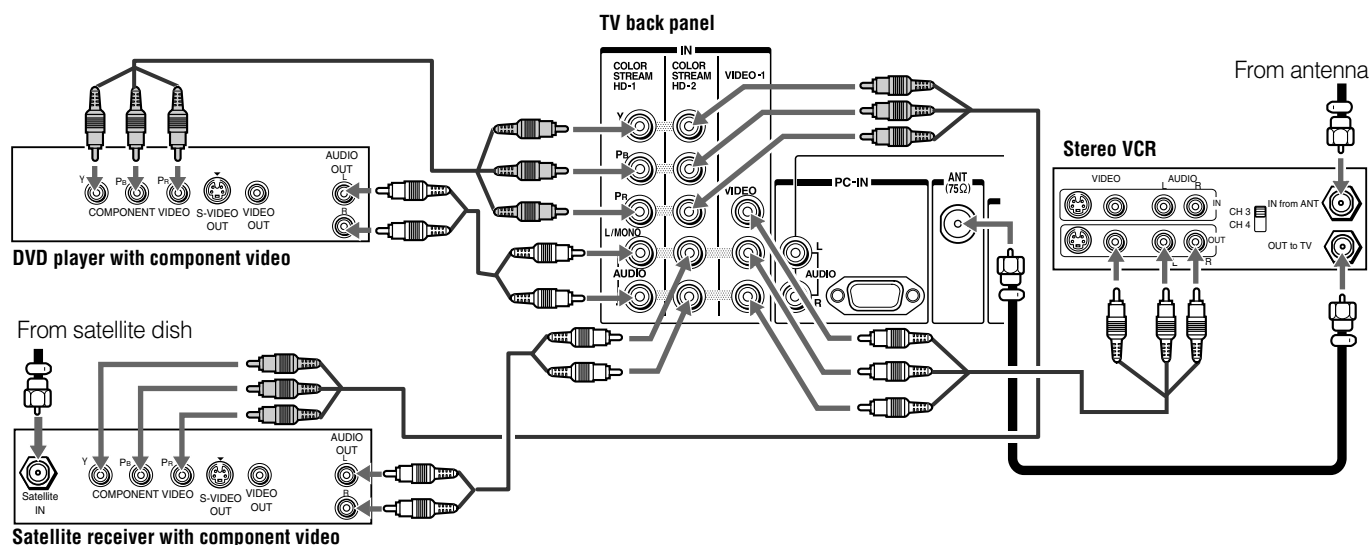 TV back panel
IN
COLOR
STREAM
HD-1
COLOR
STREAM
HD-2
VIDEO-1
Y
PB
PR
L/MONO
AUDIO
VIDEO
PC-IN
L
AUDIO
R
ANT
(75Ω)
From antenna
Stereo VCR
VIDEO
AUDIO
L
R
IN
IN from ANT
CH 3
CH 4
OUT
OUT to TV
L
R
AUDIO
OUT
L
R
Y
PB
PR
COMPONENT VIDEO
S-VIDEO
OUT
VIDEO
OUT
DVD player with component video
From satellite dish
Satellite
IN
Y
PB
PR
COMPONENT VIDEO
S-VIDEO
OUT
VIDEO
OUT
AUDIO
OUT
L
R
Satellite receiver with component video